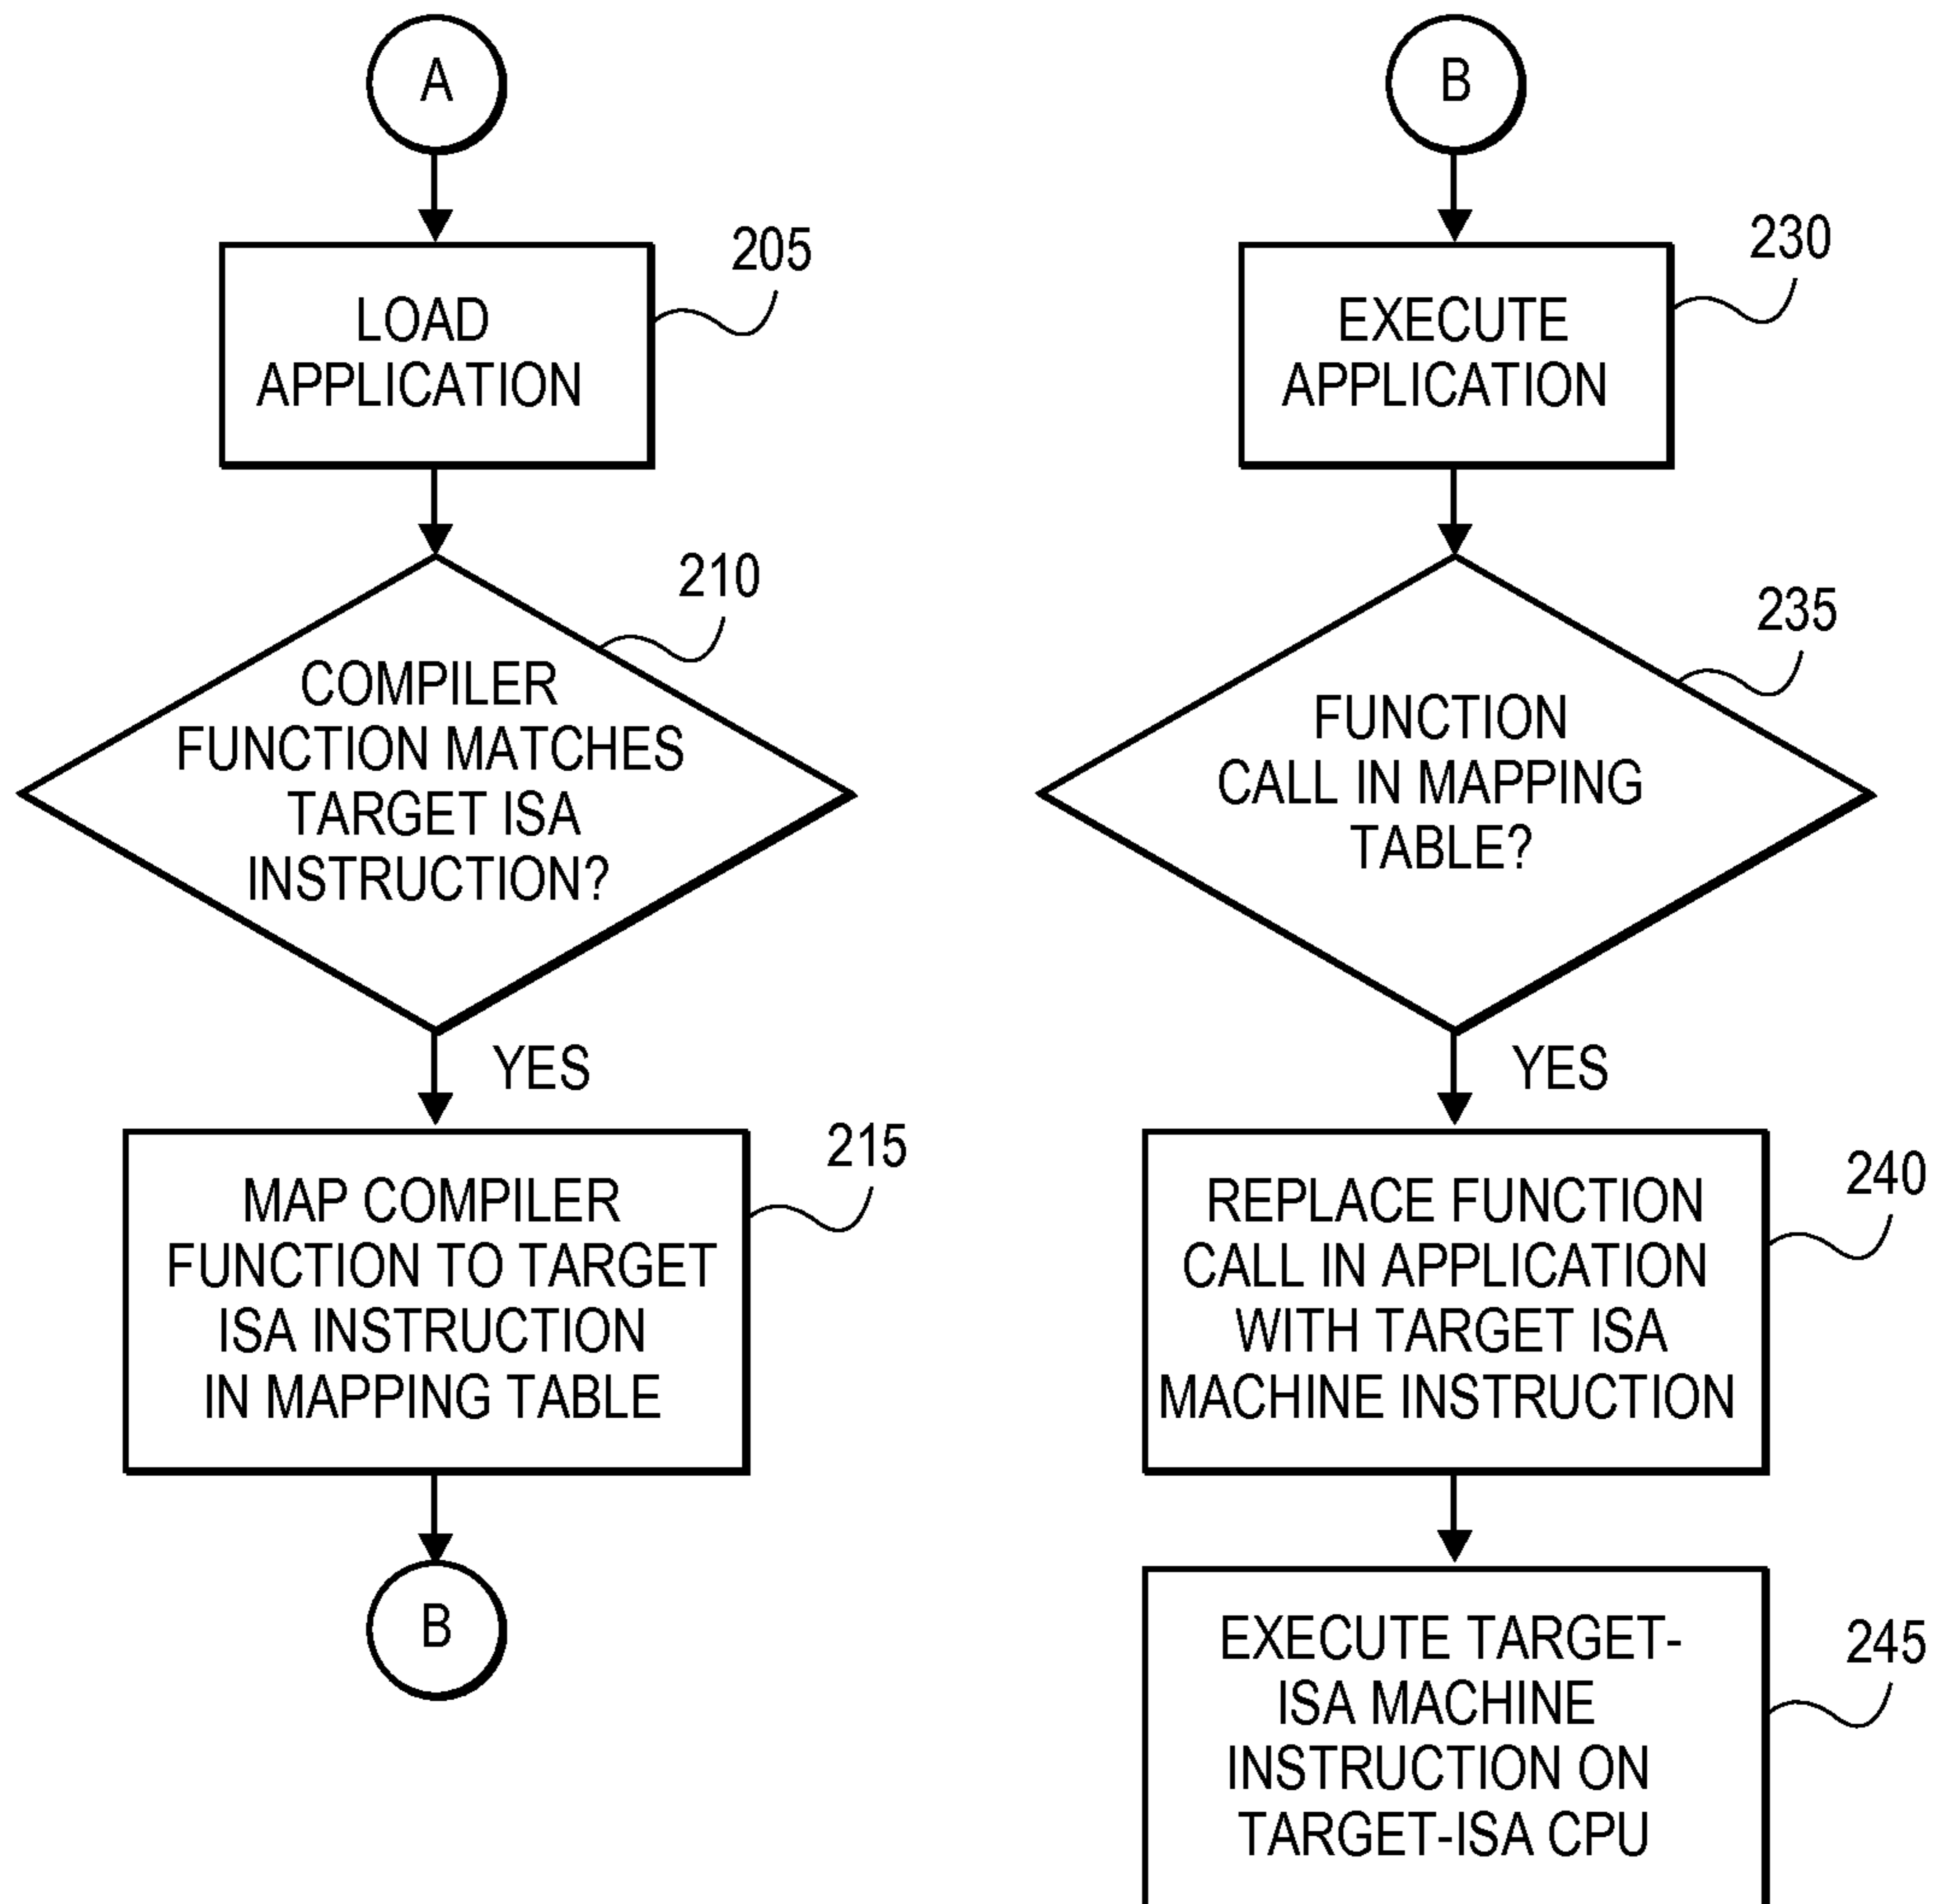 A
LOAD
APPLICATION
205
COMPILER
FUNCTION MATCHES
TARGET ISA
INSTRUCTION?
210
YES
MAP COMPILER
FUNCTION TO TARGET
ISA INSTRUCTION
IN MAPPING TABLE
215
B
B
EXECUTE
APPLICATION
230
FUNCTION
CALL IN MAPPING
TABLE?
235
YES
REPLACE FUNCTION
CALL IN APPLICATION
WITH TARGET ISA
MACHINE INSTRUCTION
240
EXECUTE TARGET-
ISA MACHINE
INSTRUCTION ON
TARGET-ISA CPU
245